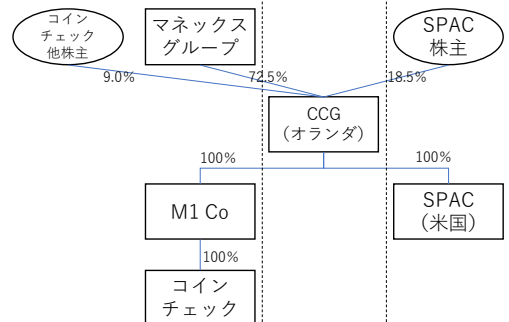 コイン
チェック
他株主
マネックス
グループ
SPAC
株主
9.0%
72.5%
18.5%
CCG
（オランダ）
100%
100%
M1 Co
SPAC
（米国）
100%
コイン
チェック